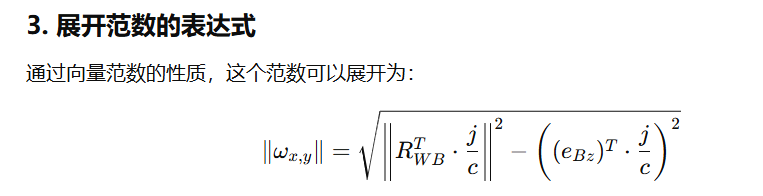 3. 展开范数的表达式
通过向量范数的性质，这个范数可以展开为：
‖ω_{x,y}‖ = √(‖R_{WB}^T · j/c‖² − ((e_{Bz})^T · j/c)²)